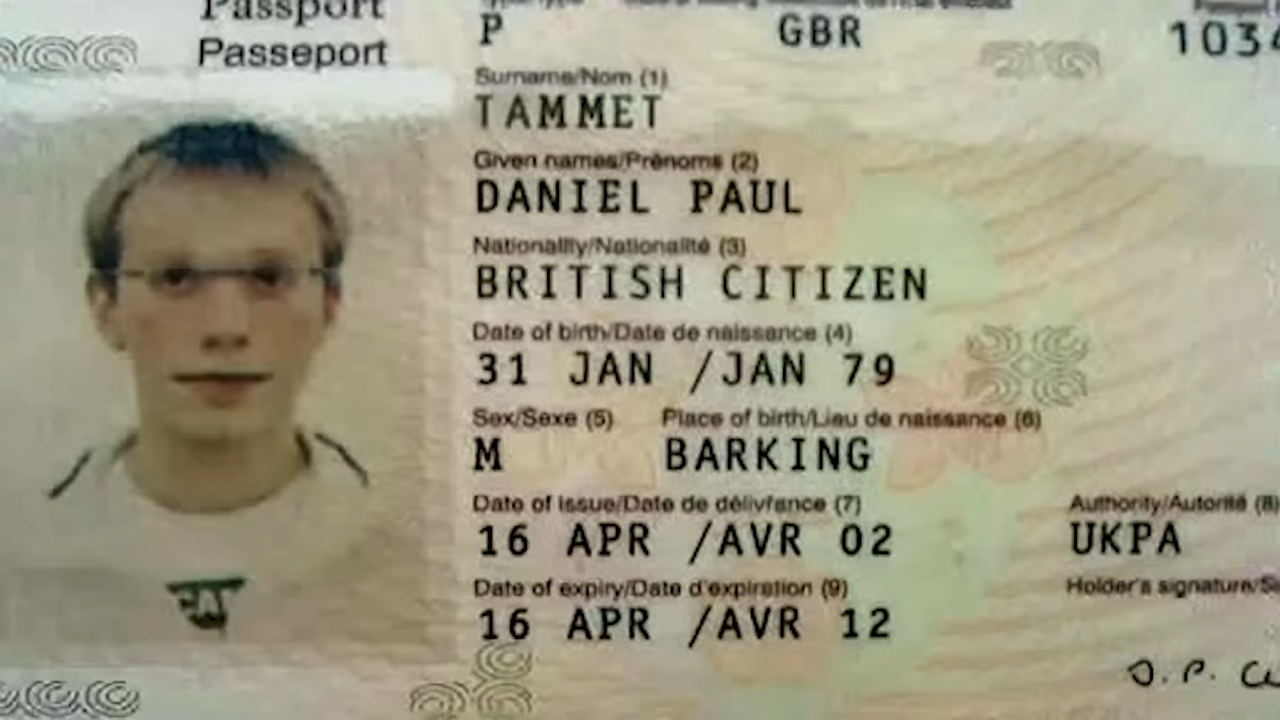 Passport
Passeport
P
GBR
1034
Surname/Nom (1)
TAMMET
Given names/Prénoms (2)
DANIEL PAUL
Nationality/Nationalité (3)
BRITISH CITIZEN
Date of birth/Date de naissance (4)
31 JAN /JAN 79
Sex/Sexe (5) Place of birth/Lieu de naissance (6)
M BARKING
Date of issue/Date de délivrance (7) Authority/Autorité (8)
16 APR /AVR 02 UKPA
Date of expiry/Date d'expiration (9) Holder's signature/
16 APR /AVR 12
D. P.